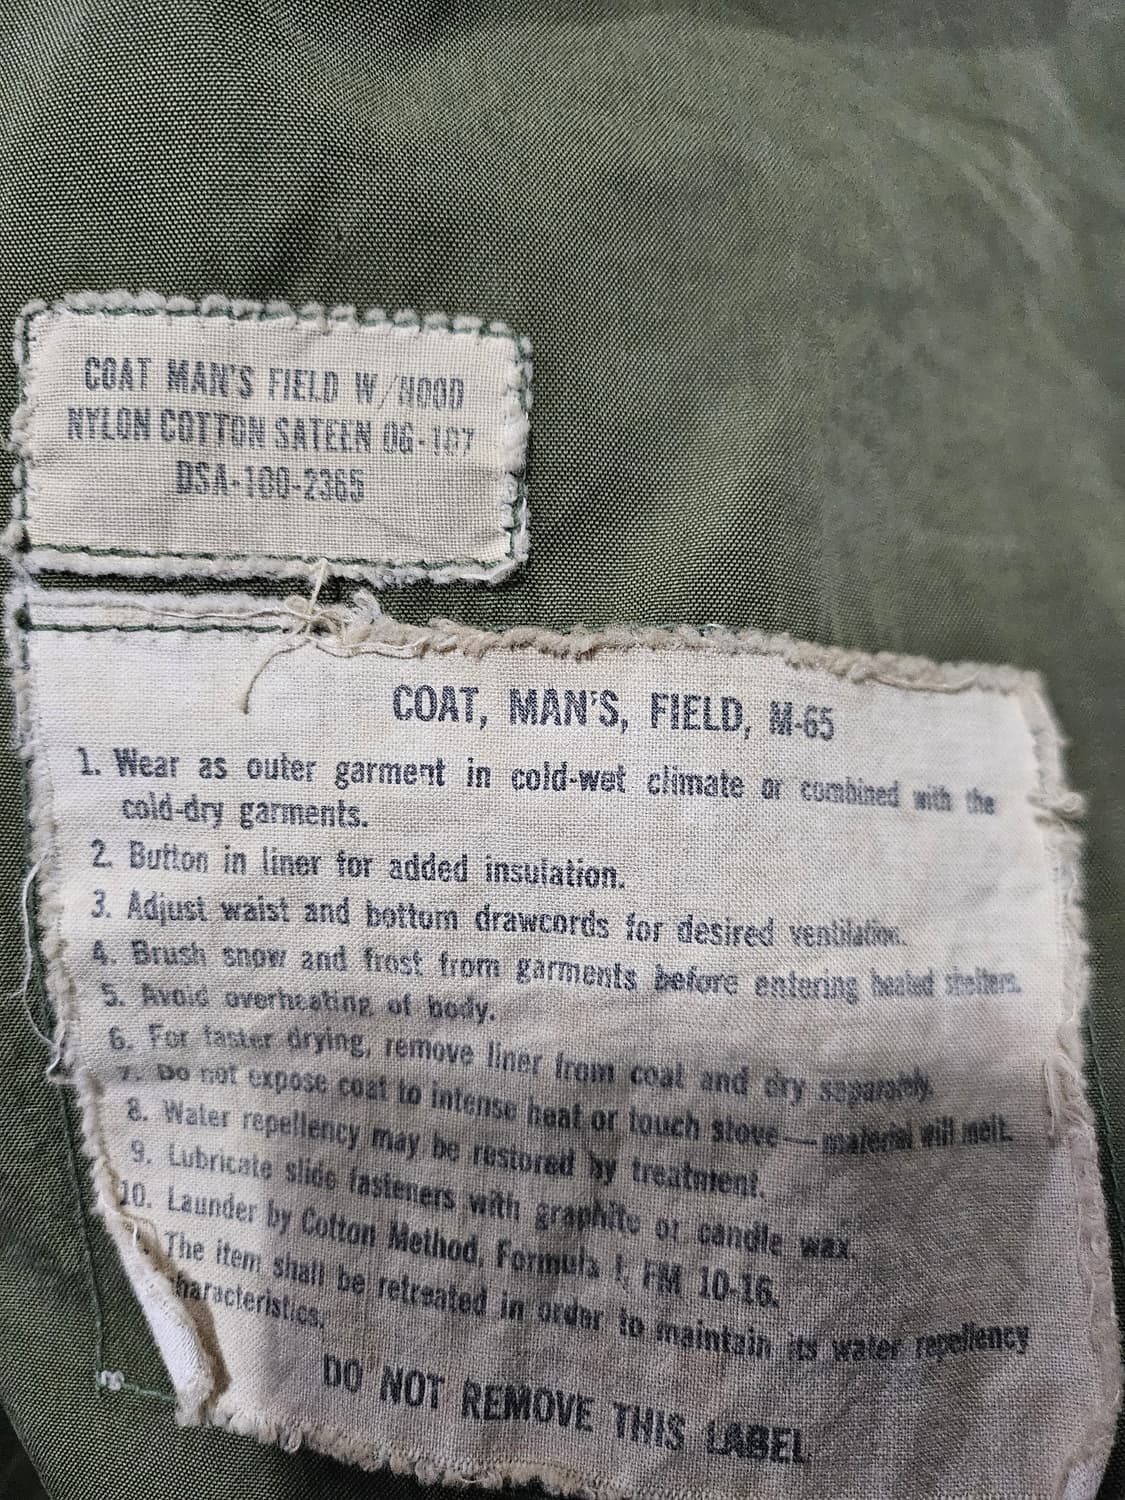 COAT MAN'S FIELD W/HOOD
NYLON COTTON SATEEN OG-107
DSA-100-2365
COAT, MAN'S, FIELD, M-65
1. Wear as outer garment in cold-wet climate or combined with the
cold-dry garments.
2. Button in liner for added insulation.
3. Adjust waist and bottom drawcords for desired ventilation.
4. Brush snow and frost from garments before entering heated shelters.
5. Avoid overheating of body.
6. For faster drying, remove liner from coat and dry separately.
7. Do not expose coat to intense heat or touch stove—material will melt.
8. Water repellency may be restored by treatment.
9. Lubricate slide fasteners with graphite or candle wax.
10. Launder by Cotton Method, Formula I, FM 10-16.
The item shall be retreated in order to maintain its water repellency
characteristics.
DO NOT REMOVE THIS LABEL